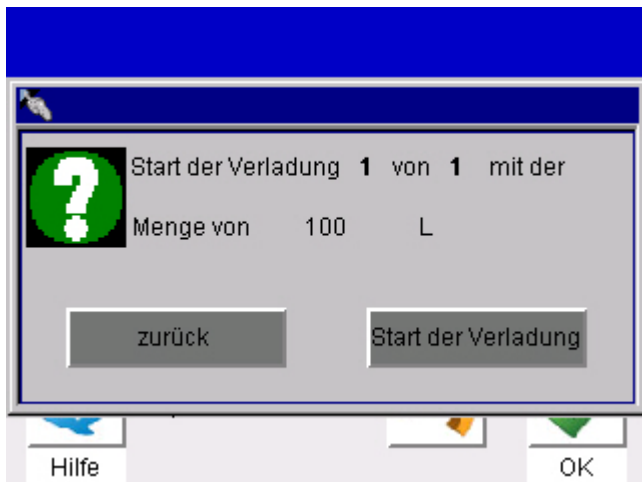 Start der Verladung 1 von 1 mit der
Menge von 100 L
zurück Start der Verladung
Hilfe OK